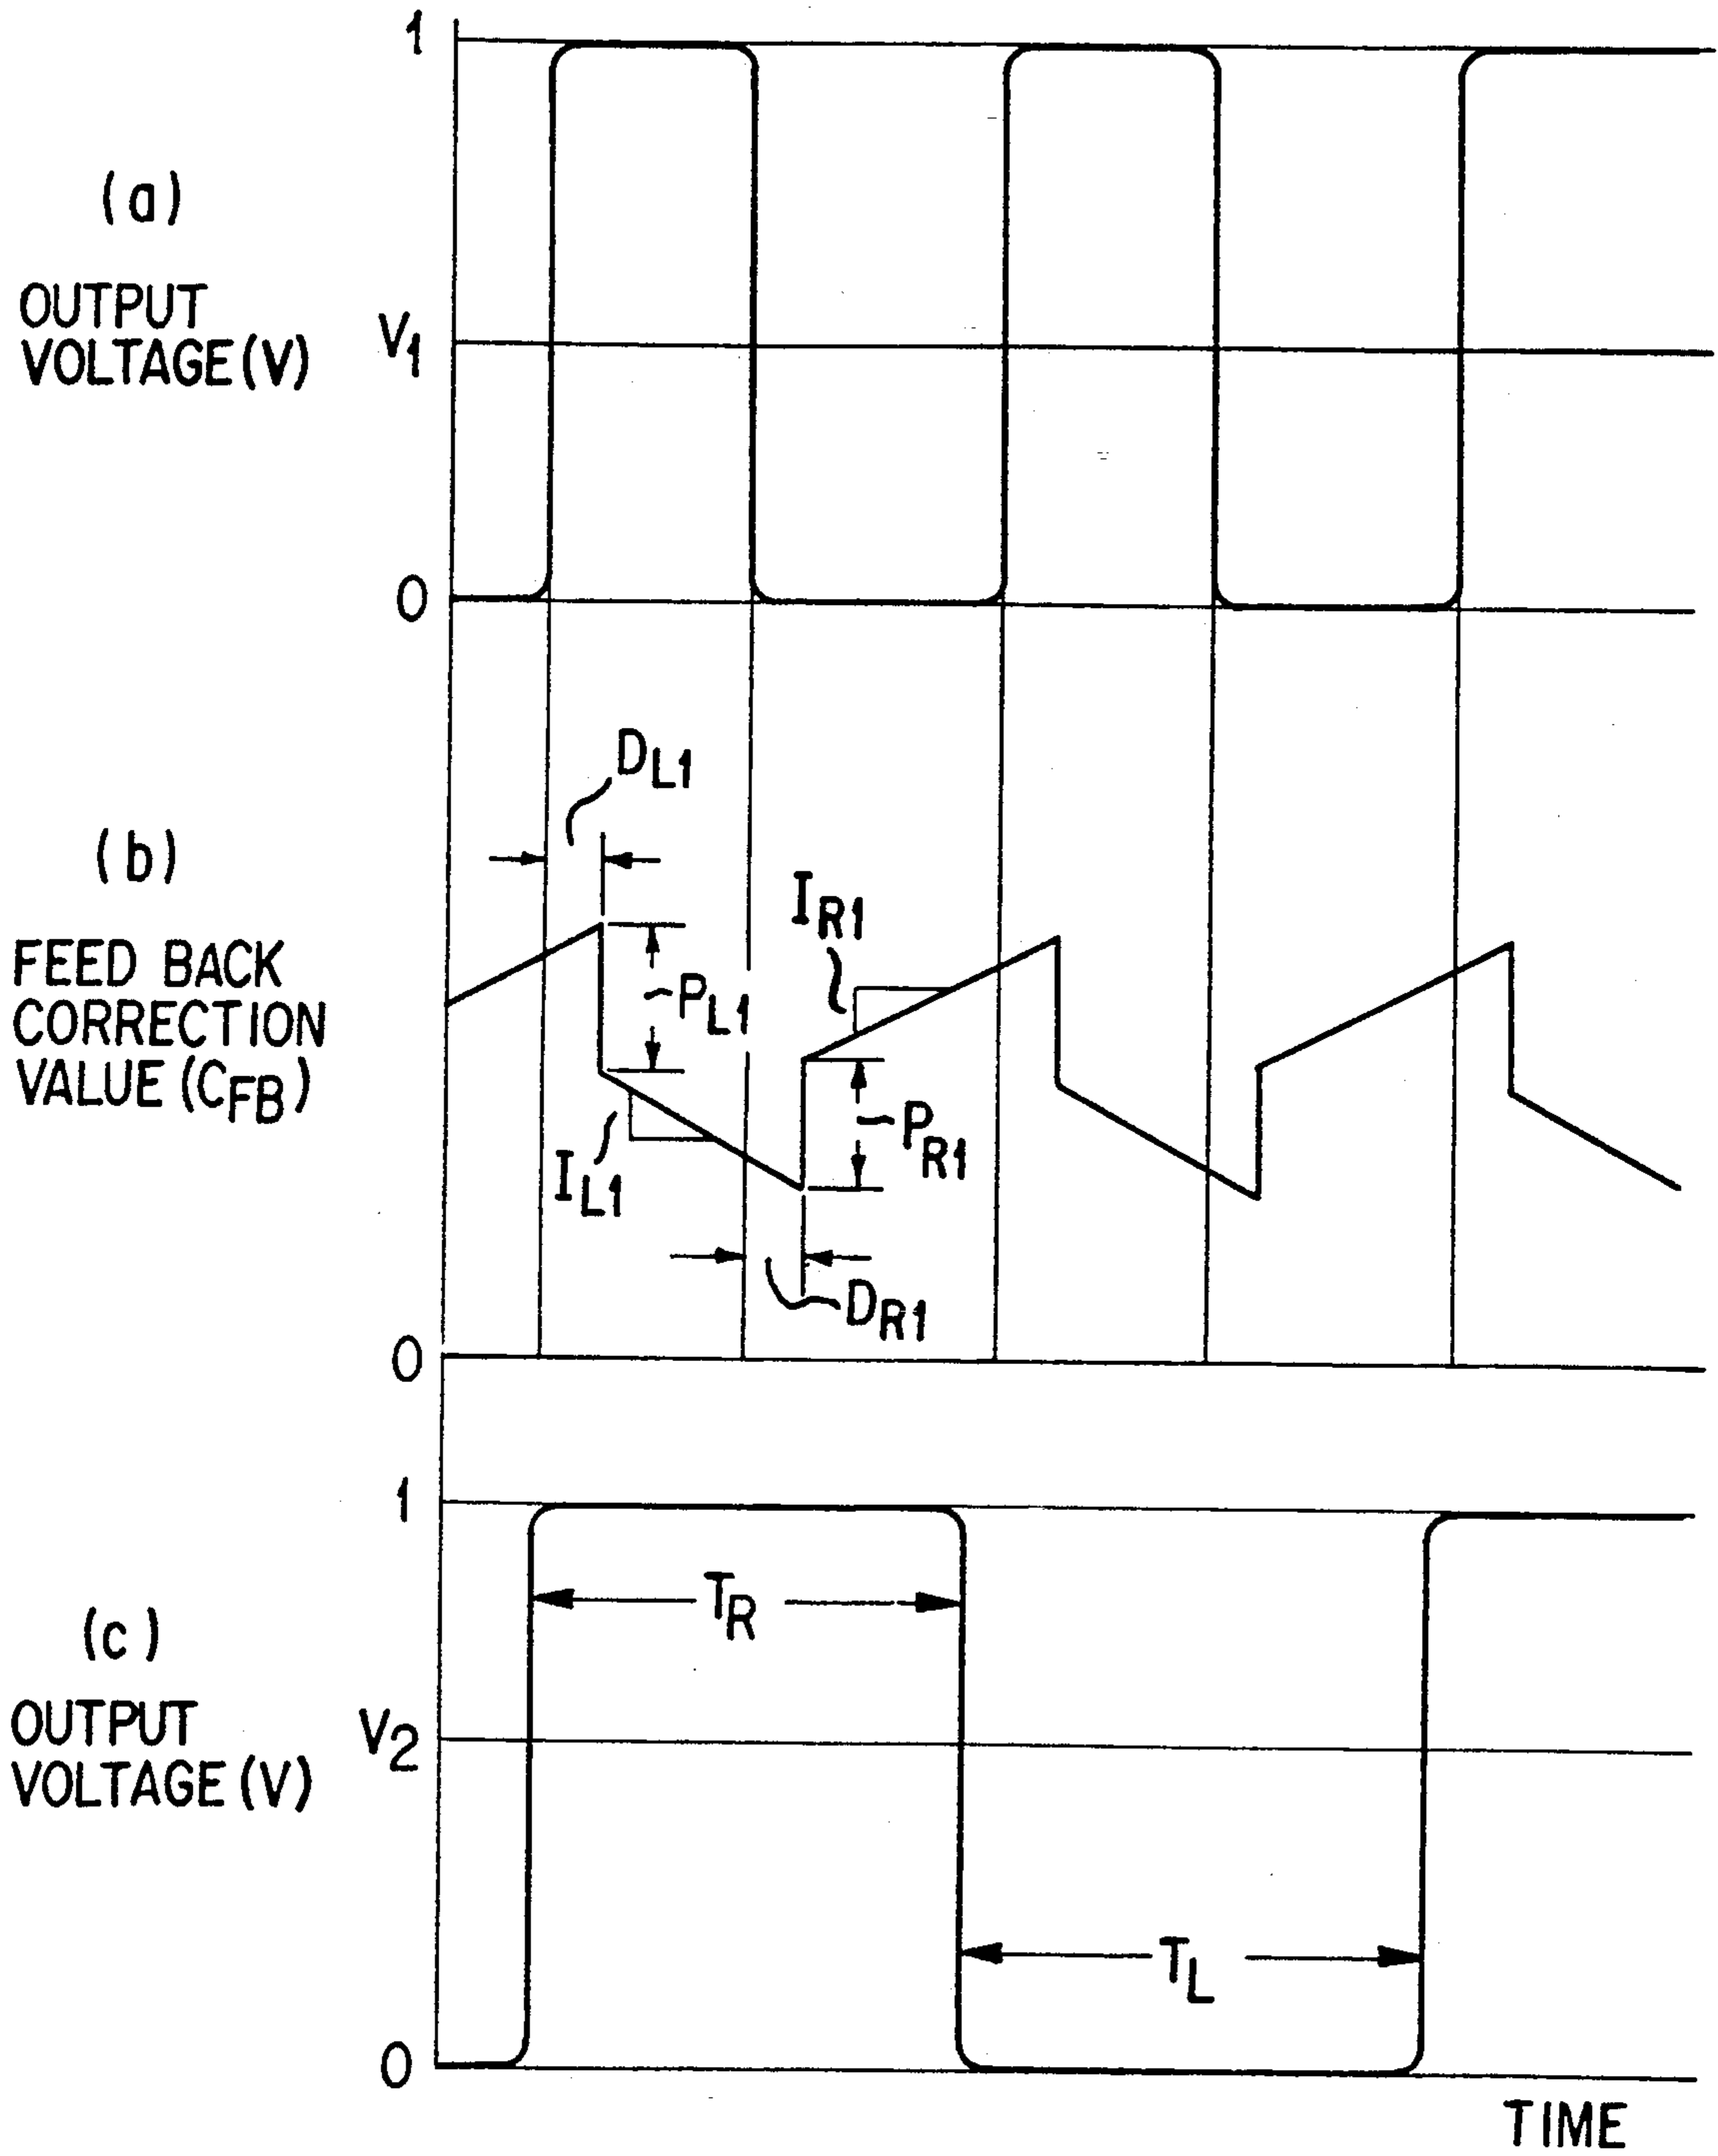 1
(a)
OUTPUT
VOLTAGE (V)
V1
0
DL1
(b)
FEED BACK
CORRECTION
VALUE (CFB)
IR1
PL1
PR1
IL1
DR1
0
1
TR
(c)
OUTPUT
VOLTAGE (V)
V2
TL
0
TIME